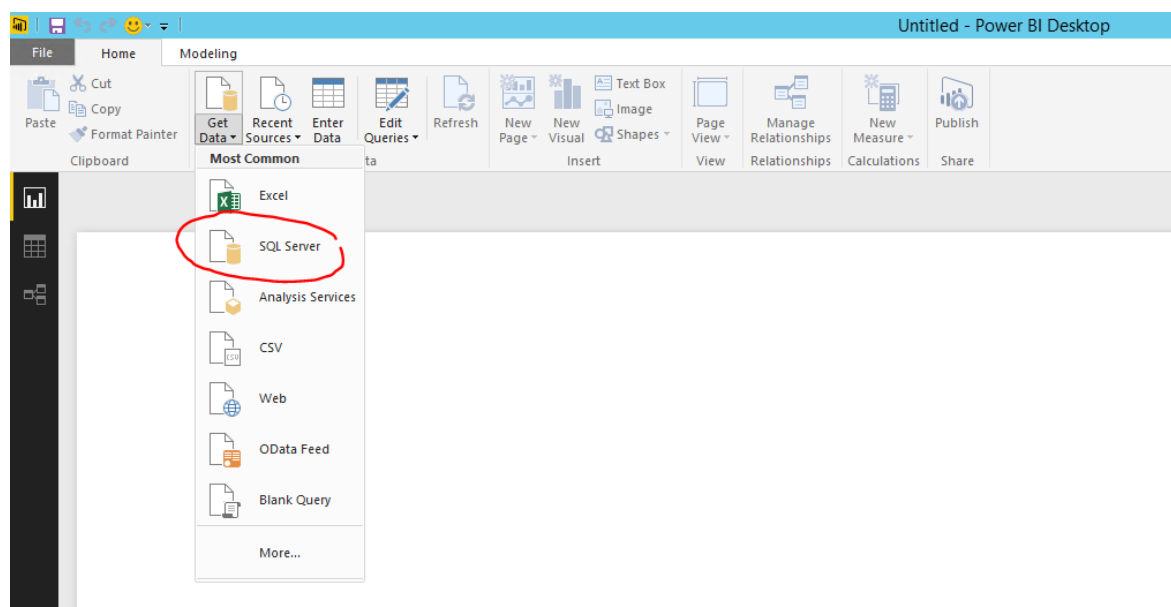 Untitled - Power BI Desktop
File Home Modeling
Paste
Cut
Copy
Format Painter
Clipboard
Get Data
Recent Sources
Enter Data
Edit Queries
Refresh
ta
New Page
New Visual
Text Box
Image
Shapes
Insert
Page View
View
Manage Relationships
Relationships
New Measure
Calculations
Publish
Share
Most Common
Excel
SQL Server
Analysis Services
CSV
CSV
Web
OData Feed
Blank Query
More...